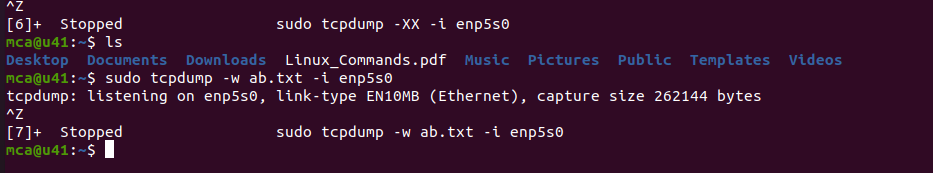 ^Z
[6]+  Stopped                 sudo tcpdump -XX -i enp5s0
mca@u41:~$ ls
Desktop  Documents  Downloads  Linux_Commands.pdf  Music  Pictures  Public  Templates  Videos
mca@u41:~$ sudo tcpdump -w ab.txt -i enp5s0
tcpdump: listening on enp5s0, link-type EN10MB (Ethernet), capture size 262144 bytes
^Z
[7]+  Stopped                 sudo tcpdump -w ab.txt -i enp5s0
mca@u41:~$